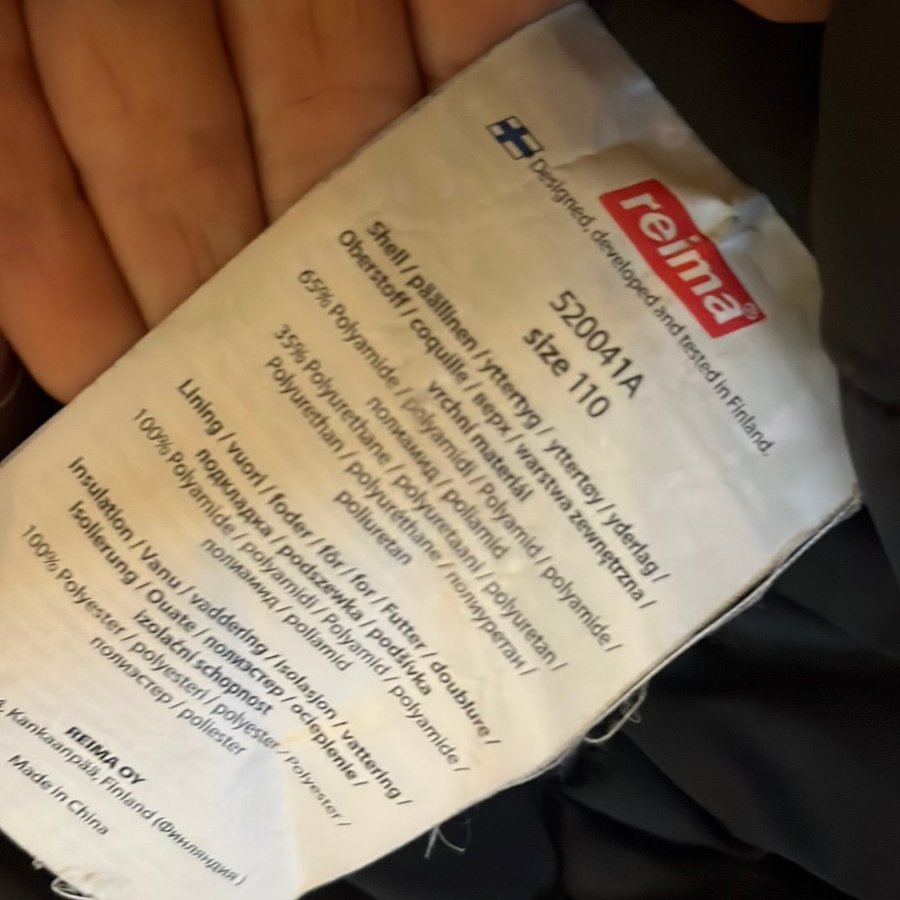 reima®
Designed, developed and tested in Finland.
520041A
size 110
Shell / päällinen / yttertyg / yttertøy / yderlag /
Oberstoff / coquille / верх / warstwa zewnętrzna /
vrchní materiál
65% Polyamide / polyamidi / Polyamid / polyamide /
полиамид / poliamid
35% Polyurethane / polyuretaani / polyuretan /
Polyurethan / polyuréthane / полиуретан /
poliuretan
Lining / vuori / foder / fôr / for / Futter / doublure /
подкладка / podszewka / podšívka
100% Polyamide / polyamidi / Polyamid / polyamide /
полиамид / poliamid
Insulation / Vanu / vaddering / isolasjon / vattering /
Isolierung / Ouate / полиэстер / ocieplenie /
izolační schopnost
100% Polyester / polyesteri / polyester / Polyester /
полиэстер / poliester
REIMA OY
, Kankaanpää, Finland (Финляндия)
Made in China